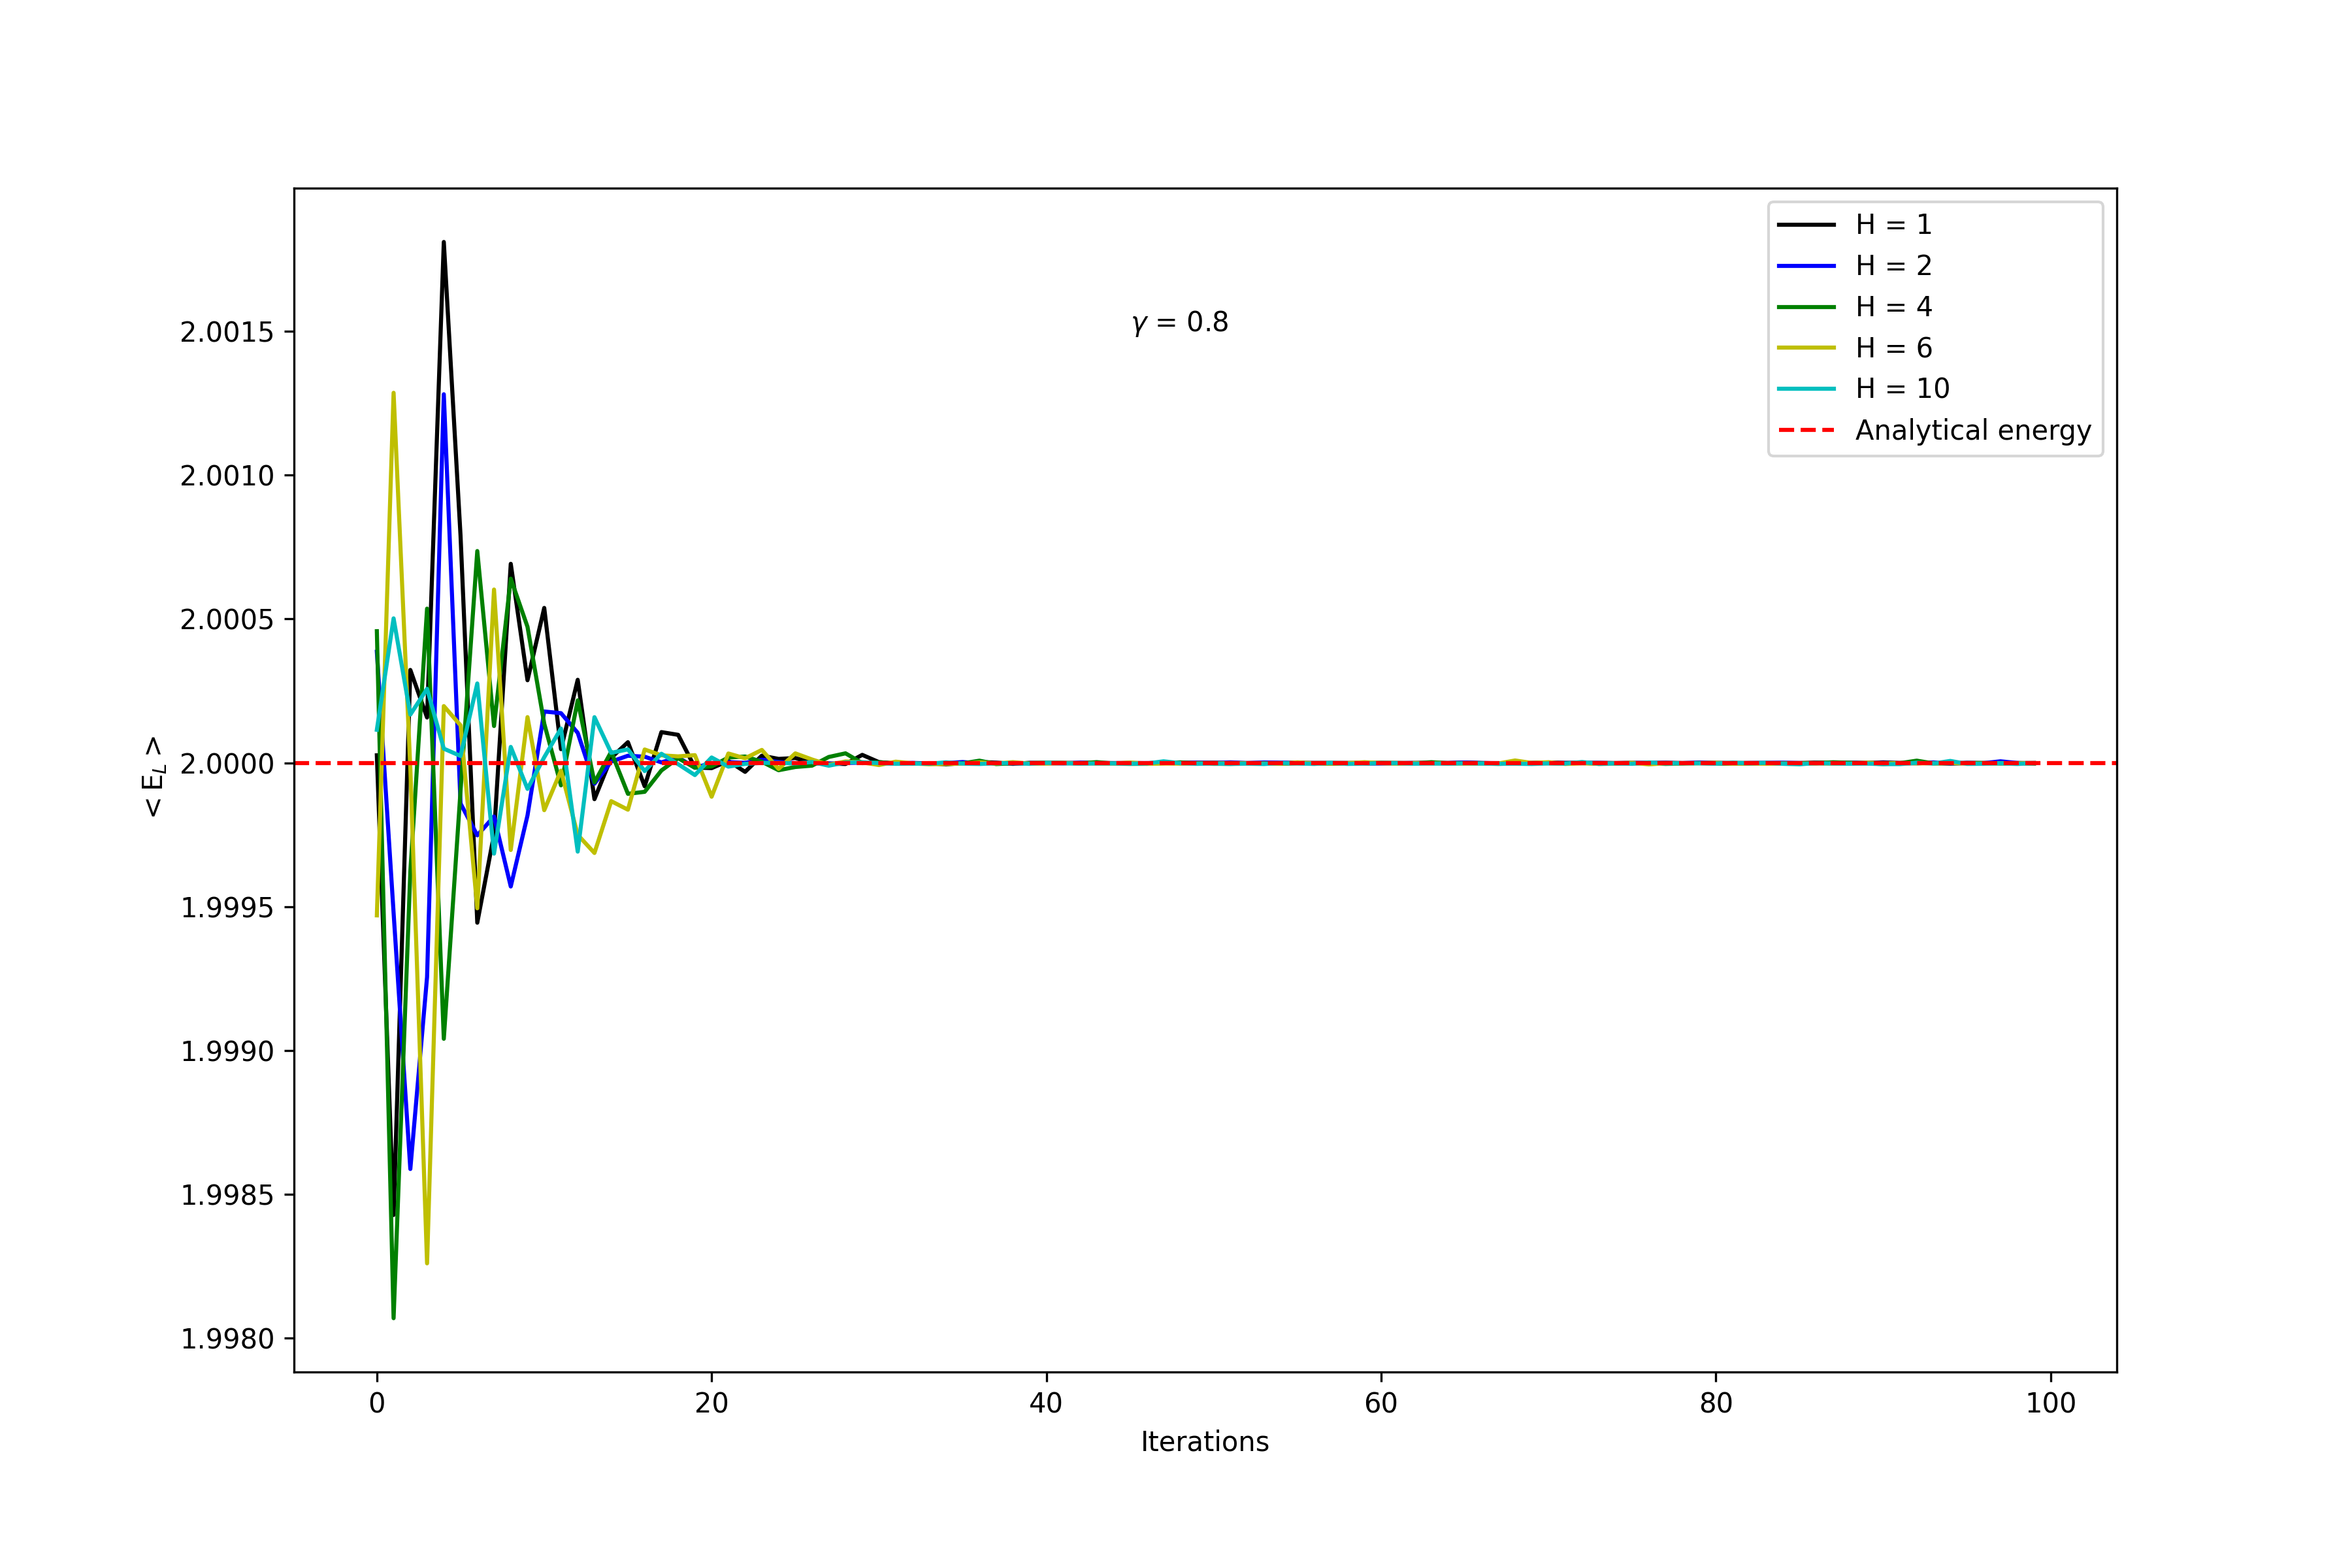 H = 1
H = 2
H = 4
H = 6
H = 10
Analytical energy
γ = 0.8
2.0015
2.0010
2.0005
2.0000
1.9995
1.9990
1.9985
1.9980
<E_L>
0 20 40 60 80 100
Iterations